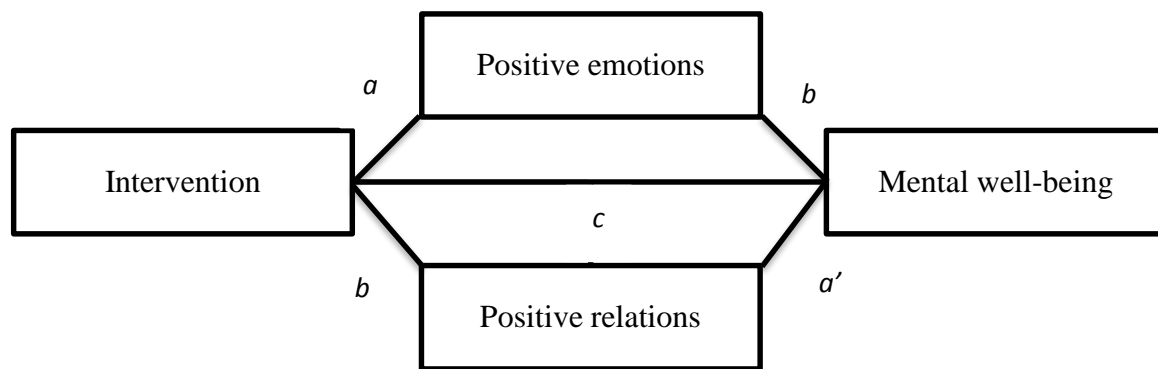 Positive emotions
a
b
Intervention
Mental well-being
c
b
a’
Positive relations